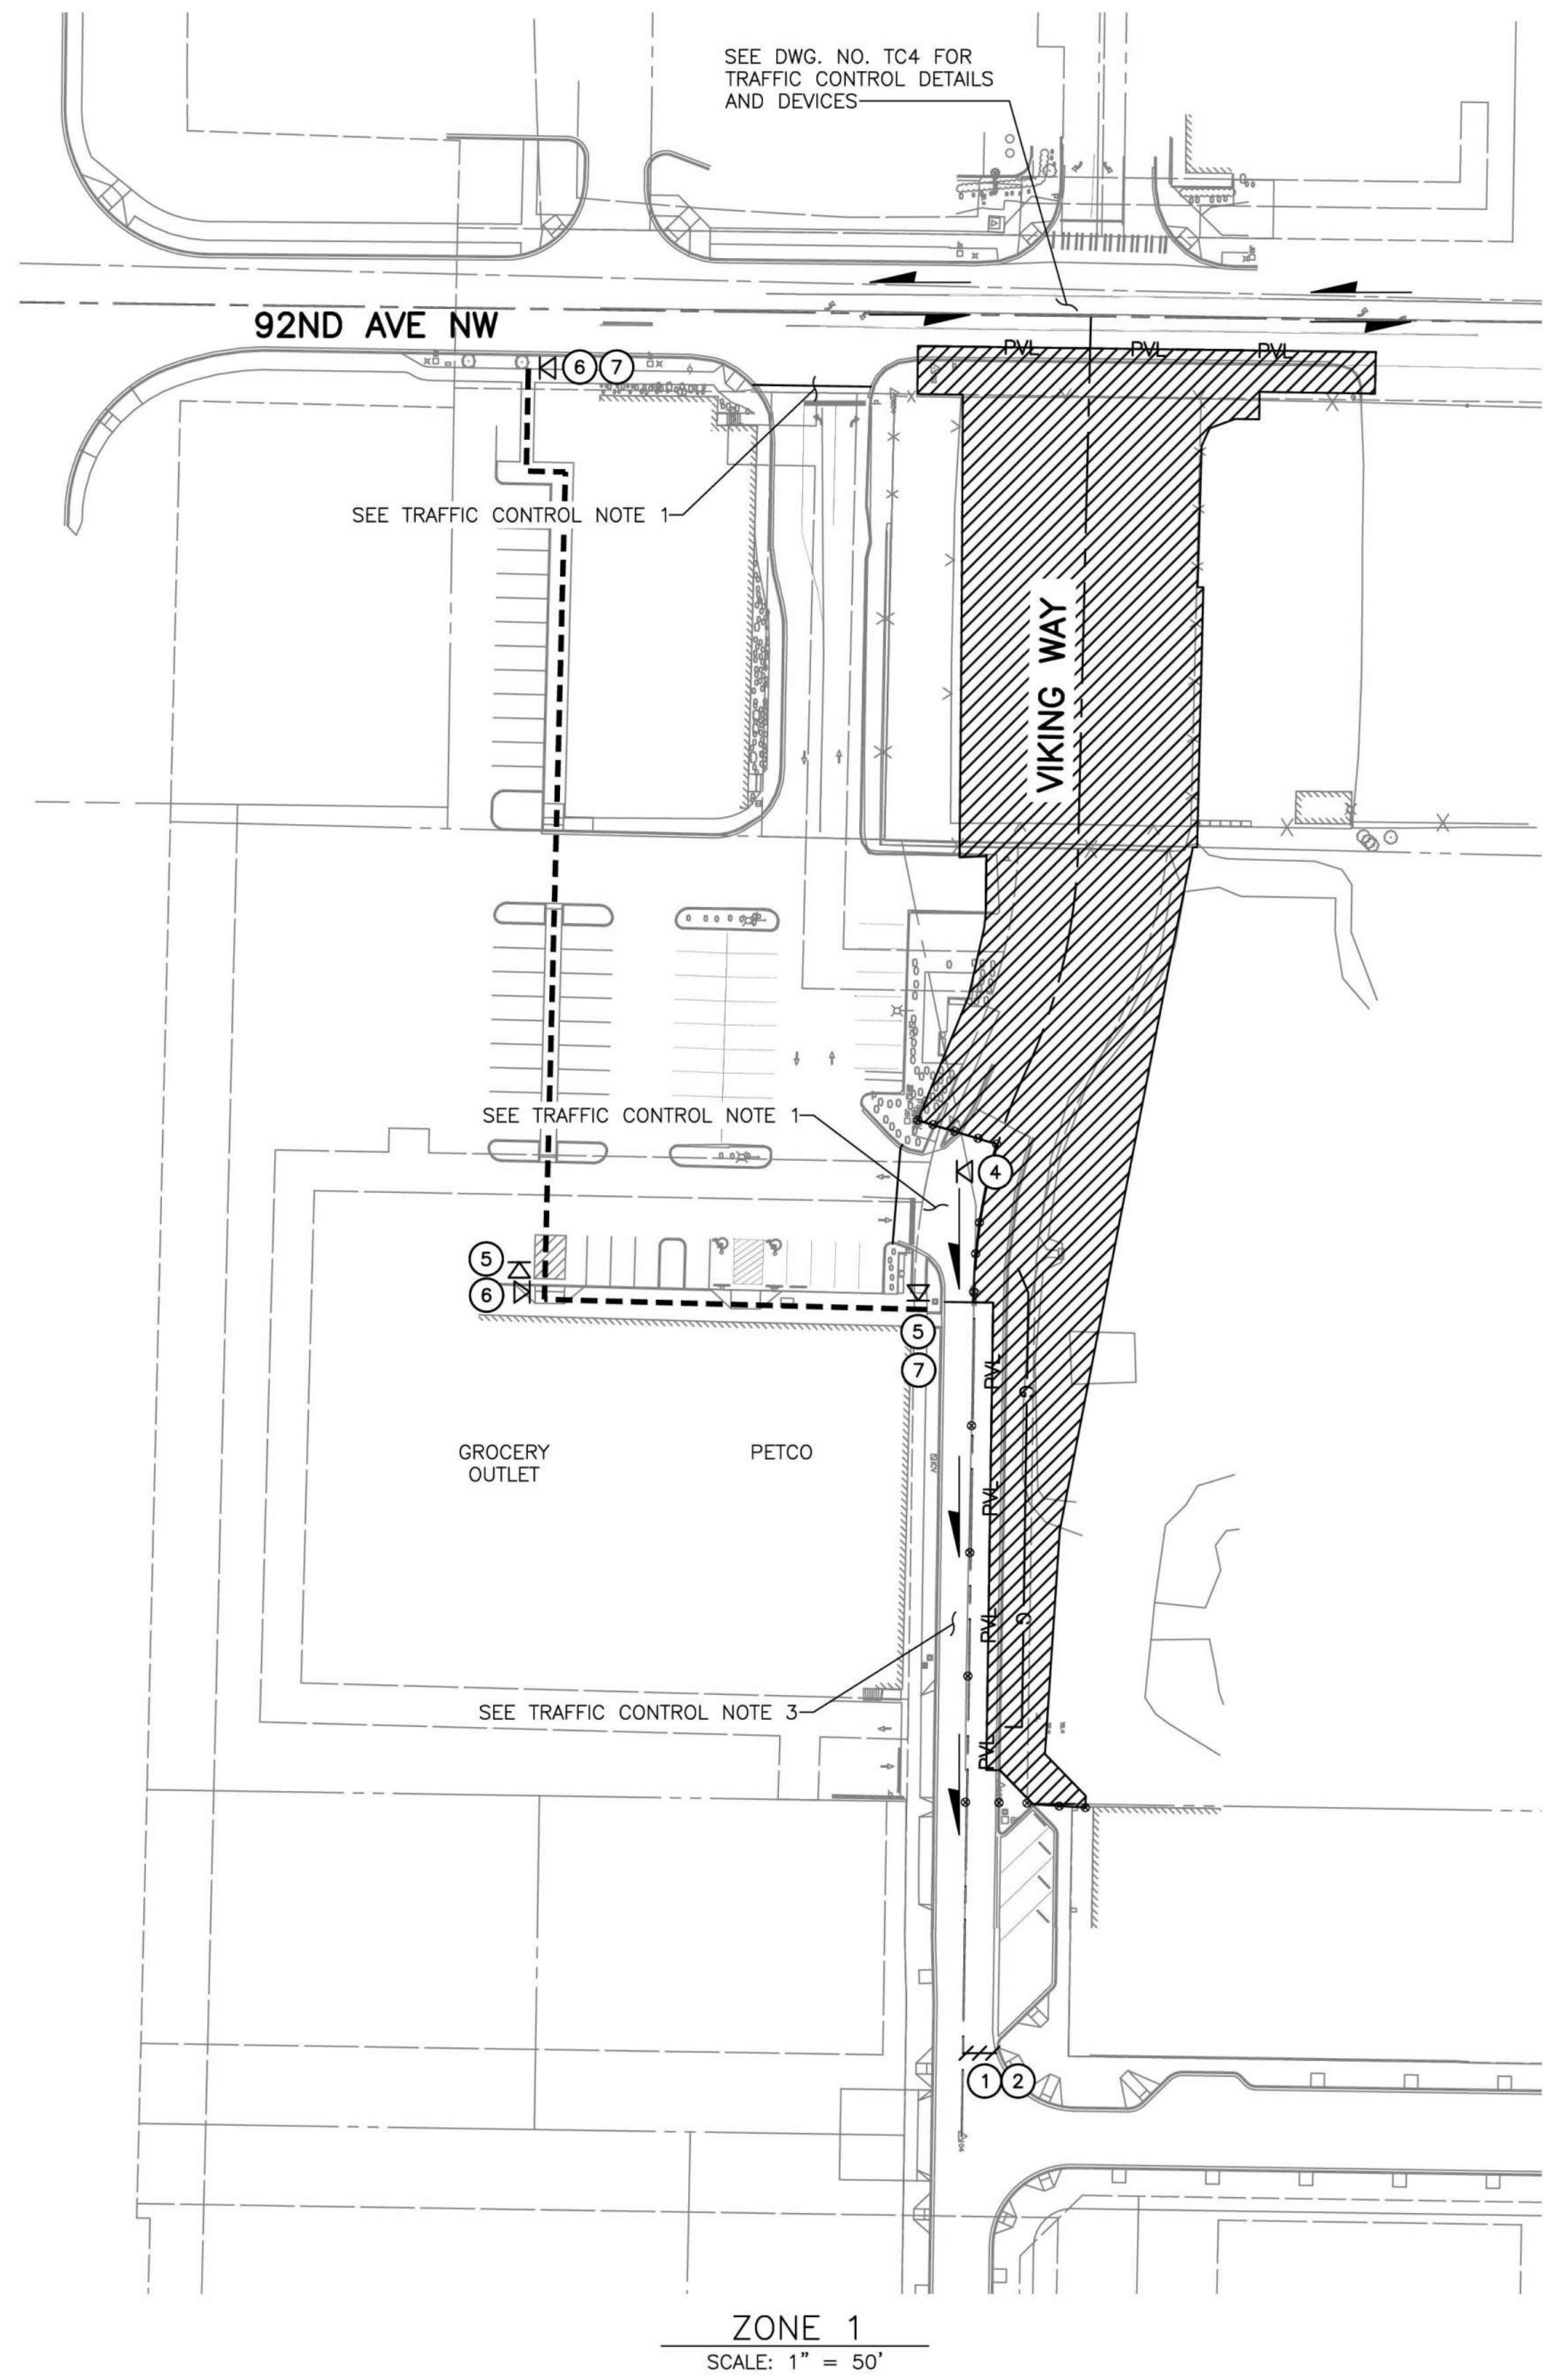 SEE DWG. NO. TC4 FOR
TRAFFIC CONTROL DETAILS
AND DEVICES
92ND AVE NW
6 7
PVL PVL PVL
SEE TRAFFIC CONTROL NOTE 1
VIKING WAY
SEE TRAFFIC CONTROL NOTE 1
4
5
6
5
7
PVL
G
GROCERY
OUTLET
PETCO
PVL
PVL
G
SEE TRAFFIC CONTROL NOTE 3
PVL
1 2
ZONE 1
SCALE: 1" = 50'